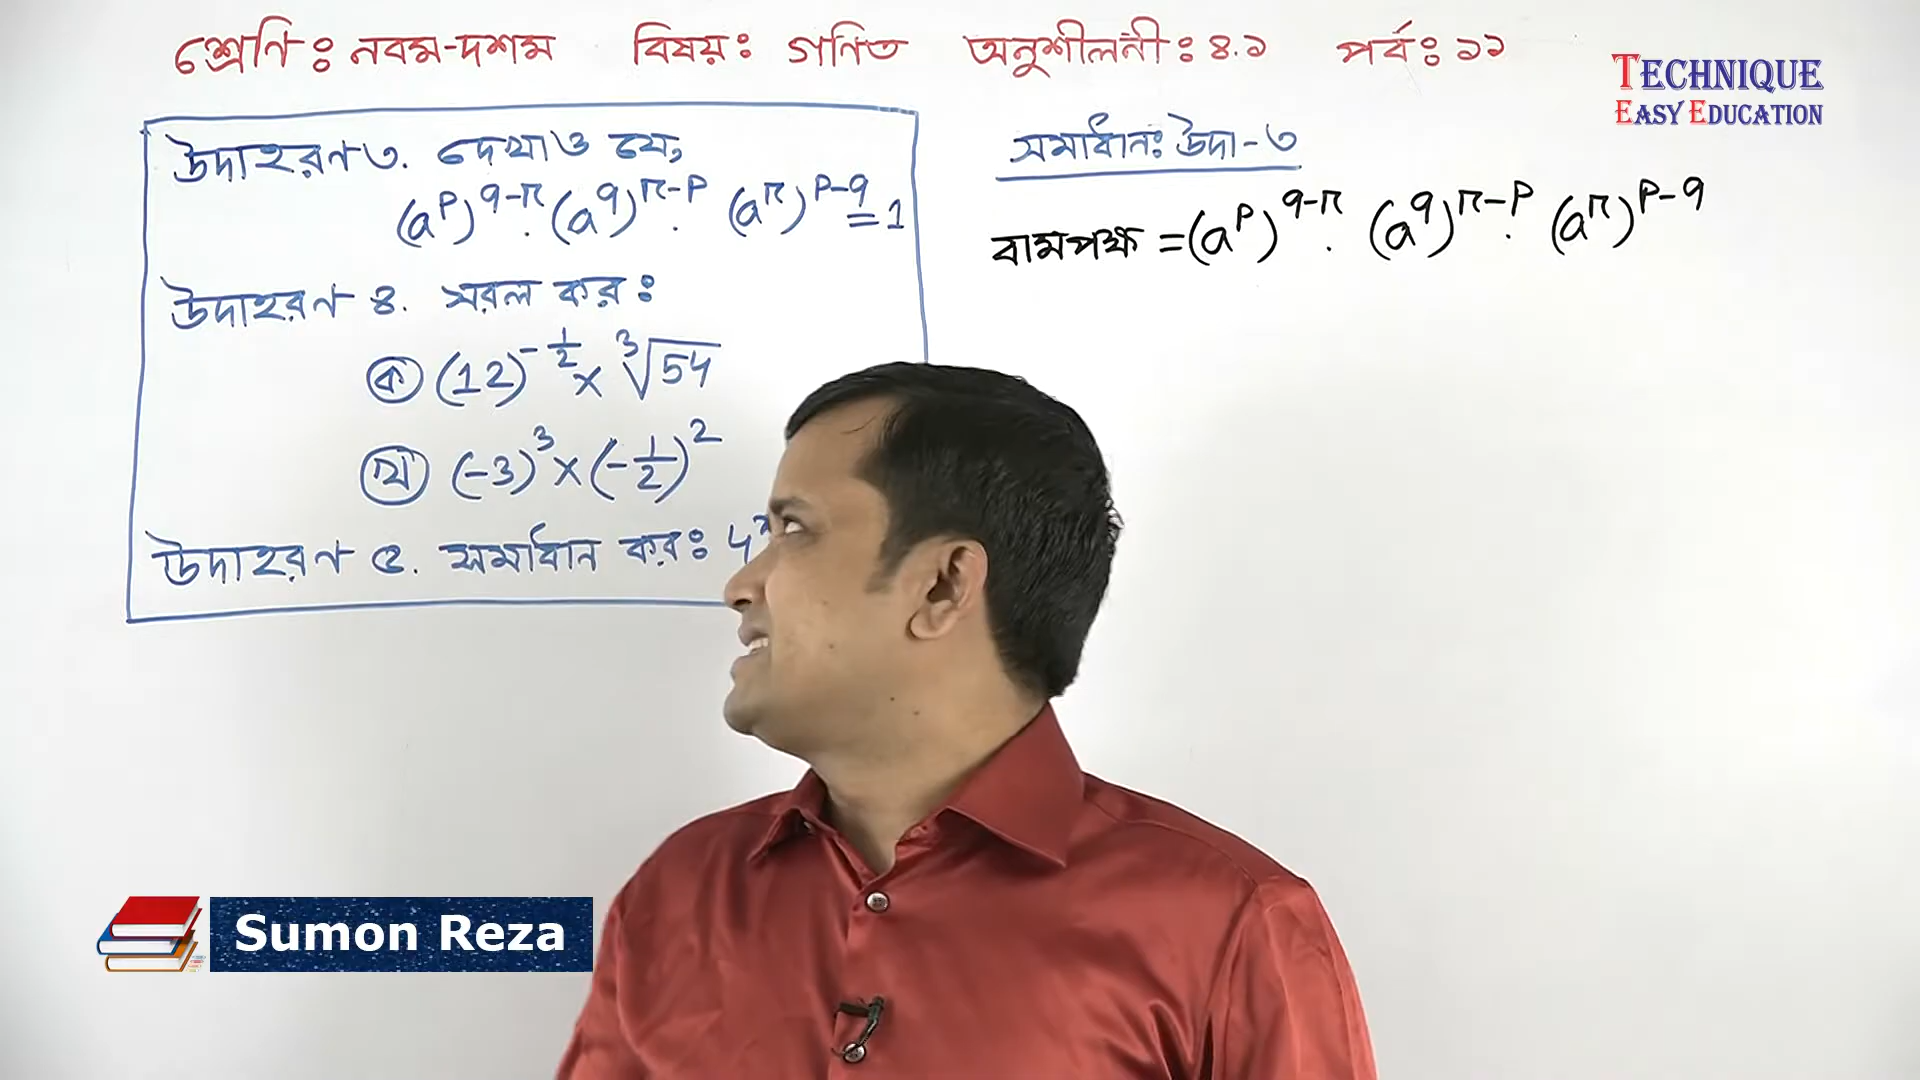 শ্রেণি: নবম-দশম বিষয়: গনিত অনুশীলনী: ৪.১ পর্ব: ১১
TECHNIQUE
EASY EDUCATION
উদাহরণ ৩. দেখাও যে,
(a^p)^{q-r} . (a^q)^{r-p} . (a^r)^{p-q} = 1
উদাহরণ ৪. সরল কর:
ক (12)^{-1/2} × ∛54
খ (-3)^3 × (-1/2)^2
উদাহরণ ৫. সমাধান কর: 4^x
সমাধান: উদা-৩
বামপক্ষ = (a^p)^{q-r} . (a^q)^{r-p} . (a^r)^{p-q}
Sumon Reza